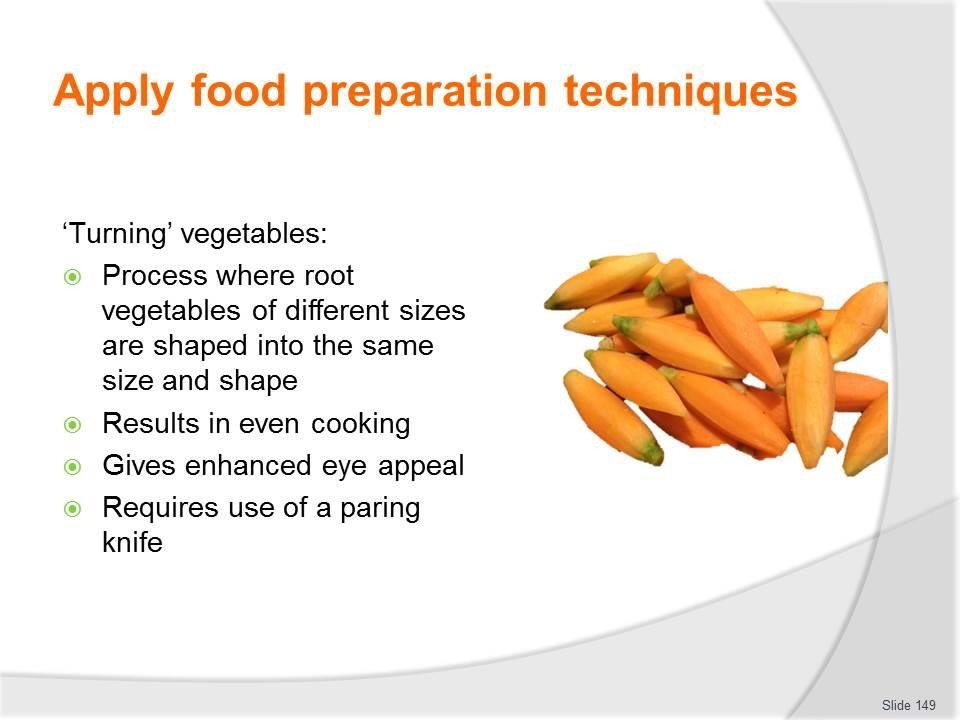 Apply food preparation techniques
‘Turning’ vegetables:
Process where root
vegetables of different sizes
are shaped into the same
size and shape
Results in even cooking
Gives enhanced eye appeal
Requires use of a paring
knife
Slide 149